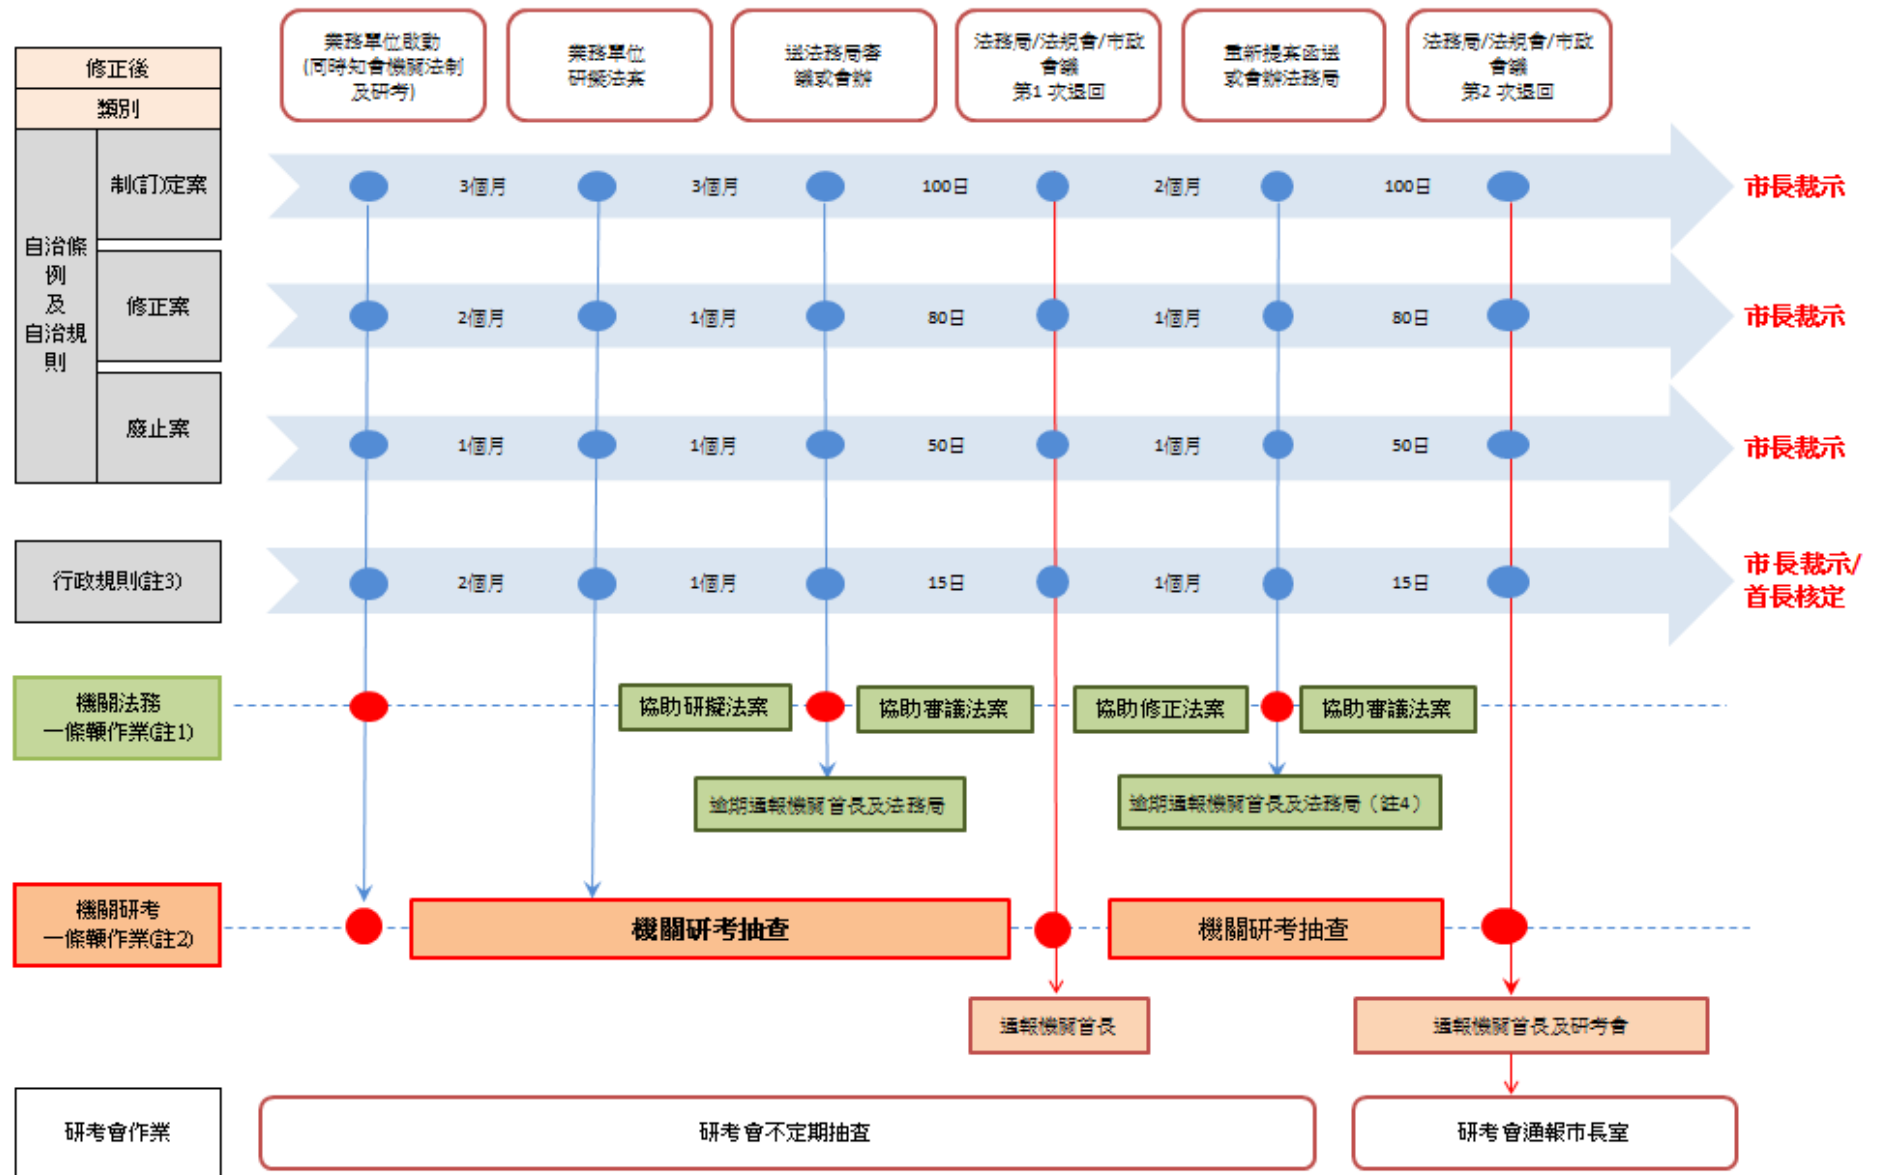 業務單位啟動
(同時知會機關法制
及研考)
業務單位
研擬法案
送法務局審
議或會辦
法務局/法規會/市政
會議
第1 次退回
重新提案函送
或會辦法務局
法務局/法規會/市政
會議
第2 次退回
修正後
類別
自治條
例
及
自治規
則
制(訂)定案
3個月
3個月
100日
2個月
100日
市長裁示
修正案
2個月
1個月
80日
1個月
80日
市長裁示
廢止案
1個月
1個月
50日
1個月
50日
市長裁示
行政規則(註3)
2個月
1個月
15日
1個月
15日
市長裁示/
首長核定
機關法務
一條鞭作業(註1)
協助研擬法案
協助審議法案
協助修正法案
協助審議法案
逾期通報機關首長及法務局
逾期通報機關首長及法務局（註4）
機關研考
一條鞭作業(註2)
機關研考抽查
機關研考抽查
通報機關首長
通報機關首長及研考會
研考會作業
研考會不定期抽查
研考會通報市長室